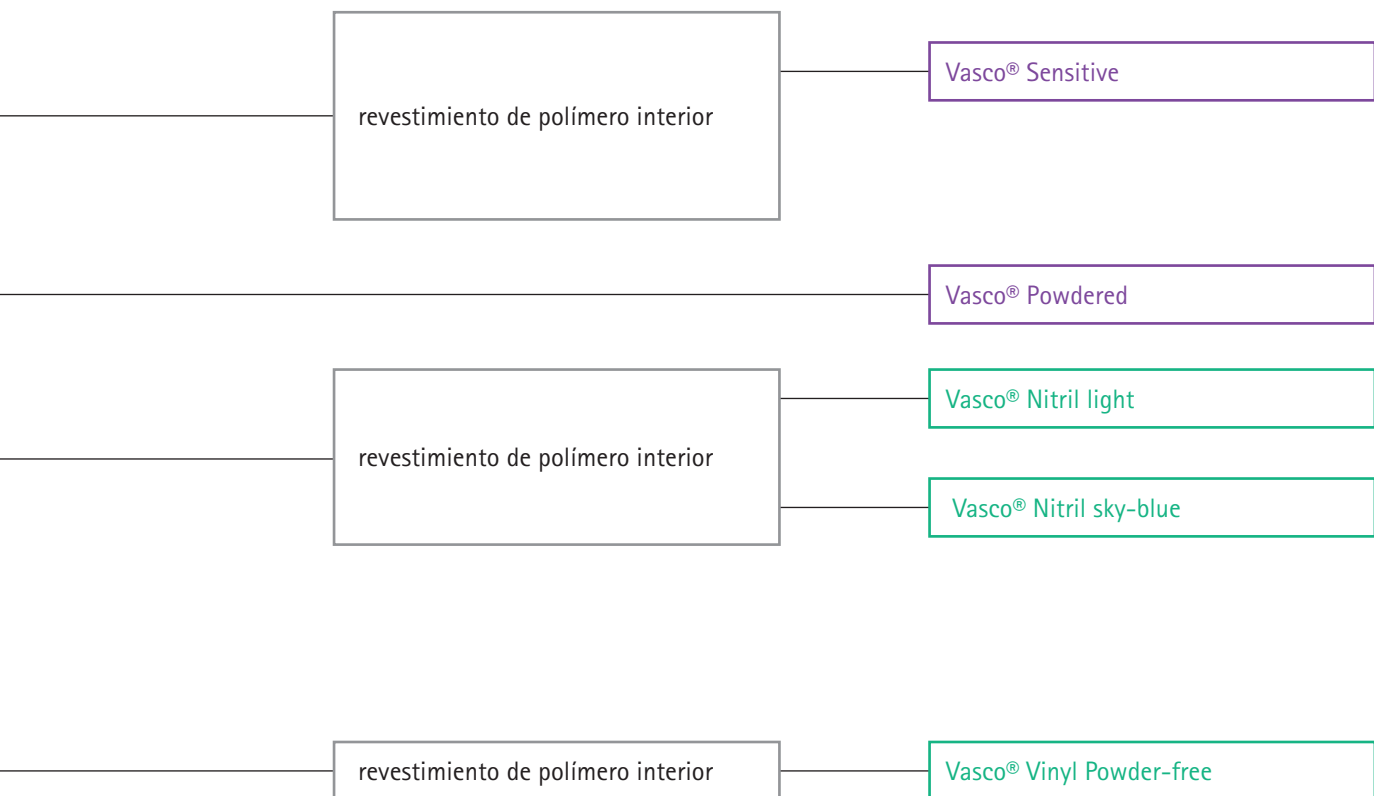 revestimiento de polímero interior
Vasco® Sensitive
Vasco® Powdered
revestimiento de polímero interior
Vasco® Nitril light
Vasco® Nitril sky-blue
revestimiento de polímero interior
Vasco® Vinyl Powder-free